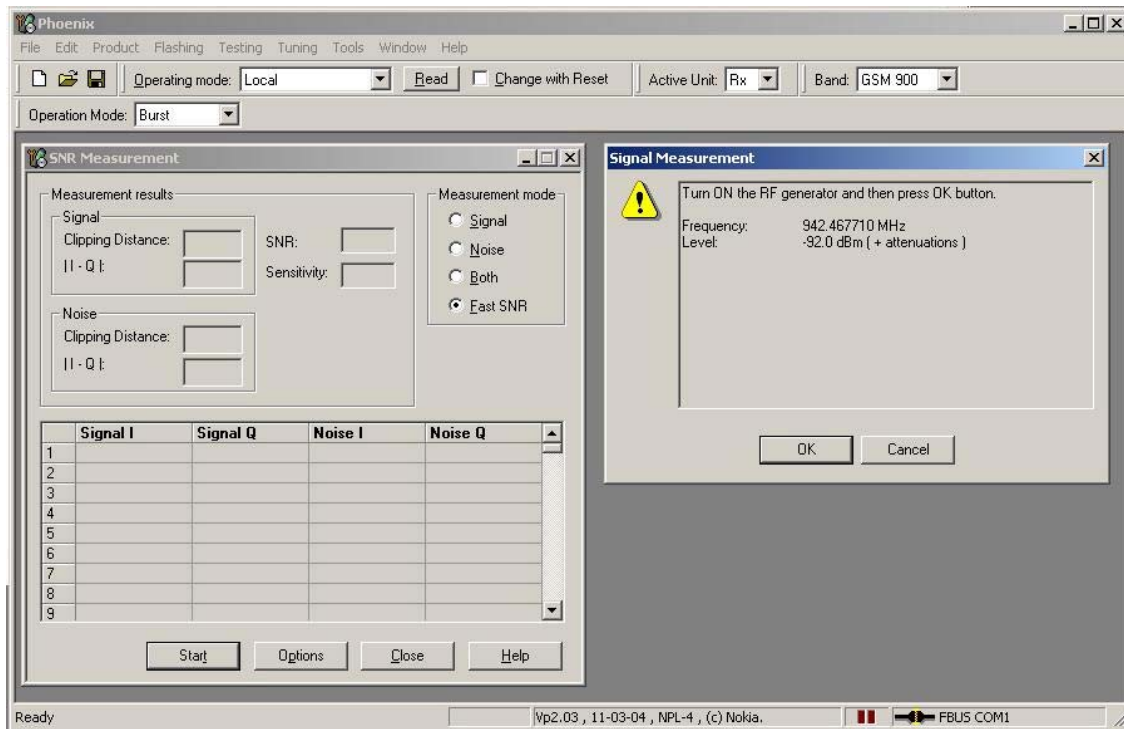 Phoenix
File Edit Product Flashing Testing Tuning Tools Window Help
Operating mode: Local Read Change with Reset Active Unit: Rx Band: GSM 900
Operation Mode: Burst
SNR Measurement
Measurement results
Signal
Clipping Distance:
| I - Q |:
SNR:
Sensitivity:
Noise
Clipping Distance:
| I - Q |:
Measurement mode
Signal
Noise
Both
Fast SNR
Signal I Signal Q Noise I Noise Q
1
2
3
4
5
6
7
8
9
Start Options Close Help
Signal Measurement
Turn ON the RF generator and then press OK button.
Frequency: 942.467710 MHz
Level: -92.0 dBm ( + attenuations )
OK Cancel
Ready Vp2.03 , 11-03-04 , NPL-4 , (c) Nokia. FBUS COM1